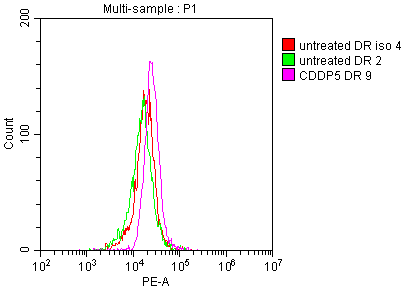 Multi-sample : P1
200
100
0
Count
10^2 10^3 10^4 10^5 10^6 10^7
PE-A
untreated DR iso 4
untreated DR 2
CDDP5 DR 9